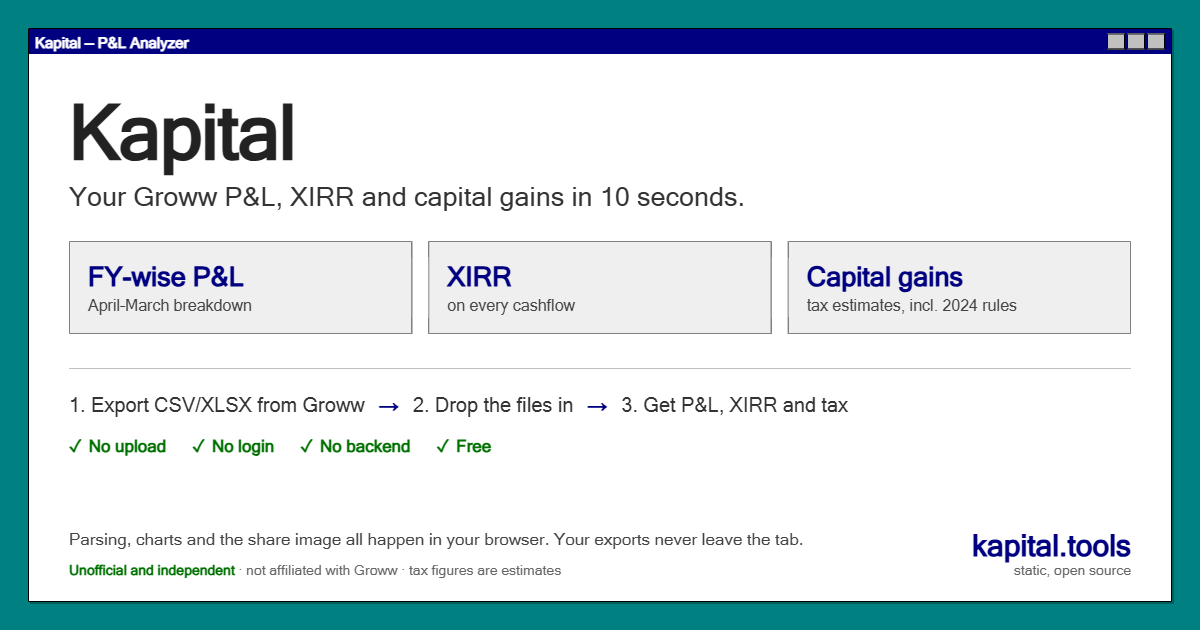 Kapital – P&L Analyzer
Kapital
Your Groww P&L, XIRR and capital gains in 10 seconds.
FY-wise P&L
April-March breakdown
XIRR
on every cashflow
Capital gains
tax estimates, incl. 2024 rules
1. Export CSV/XLSX from Groww → 2. Drop the files in → 3. Get P&L, XIRR and tax
✓ No upload ✓ No login ✓ No backend ✓ Free
Parsing, charts and the share image all happen in your browser. Your exports never leave the tab.
Unofficial and independent · not affiliated with Groww · tax figures are estimates
kapital.tools
static, open source